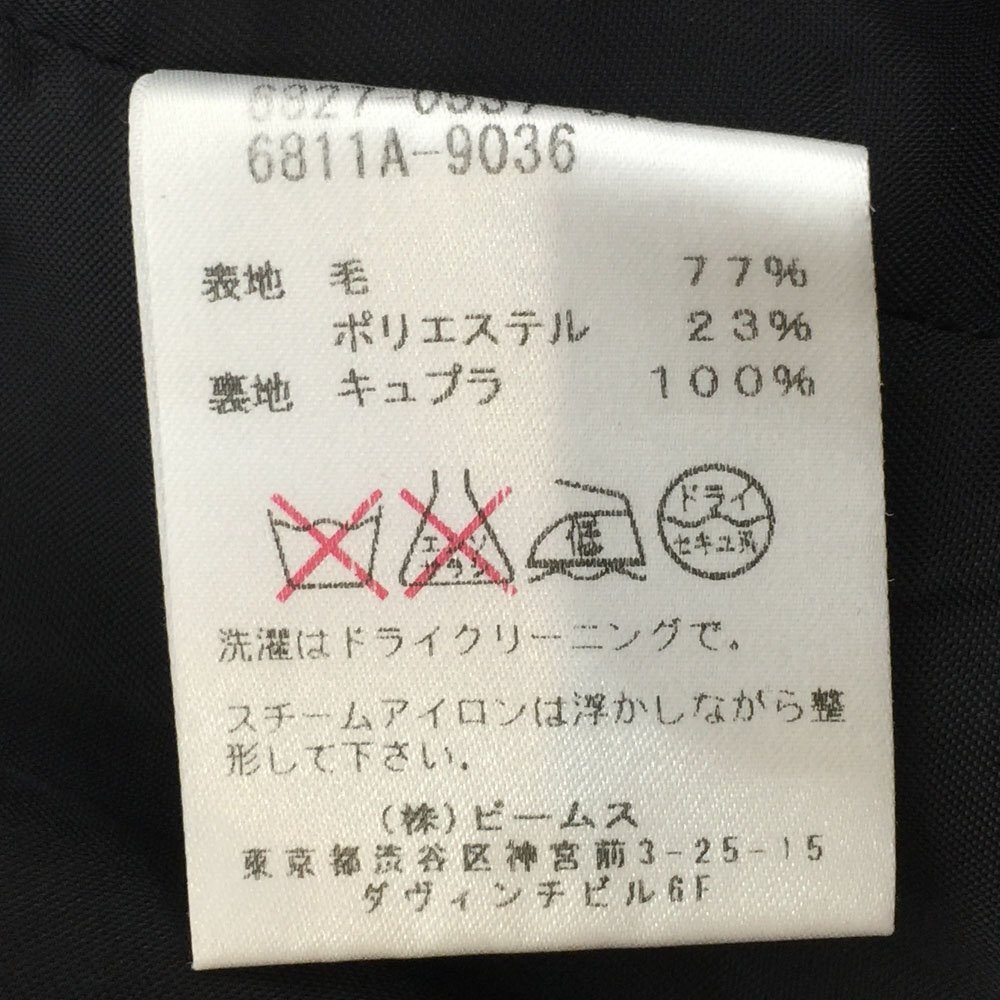 6811A-9036
表地 毛 77%
ポリエステル 23%
裏地 キュプラ 100%
エンソ
サラシ
低
ドライ
セキユ系
洗濯はドライクリーニングで。
スチームアイロンは浮かしながら整
形して下さい.
(株)ビームス
東京都渋谷区神宮前3-25-15
ダヴィンチビル6F